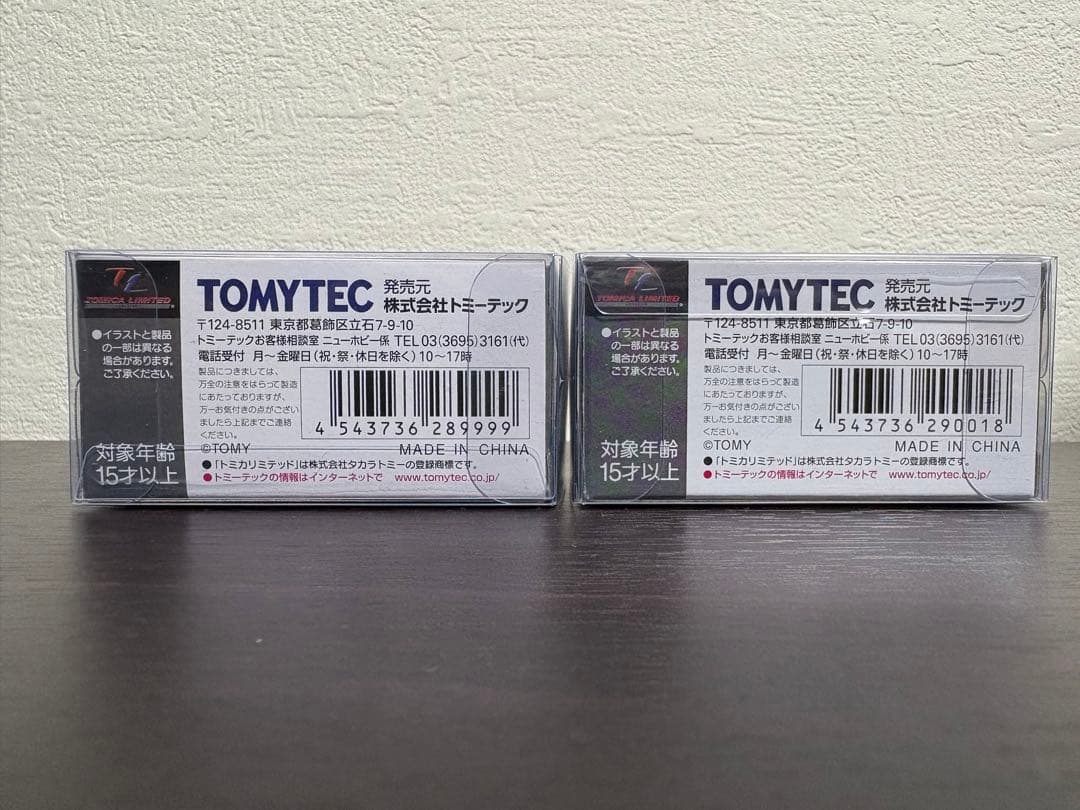 TOMICA LIMITED
●イラストと製品
の一部は異なる
場合があります。
ご了承ください。
対象年齢
15才以上
TOMYTEC 発売元
株式会社トミーテック
〒124-8511 東京都葛飾区立石7-9-10
トミーテックお客様相談室 ニューホビー係 TEL 03(3695)3161(代)
電話受付 月～金曜日(祝・祭・休日を除く)10～17時
製品につきましては、
万全の注意をはらって製造
にあたっておりますが、
万一お気付きの点がござい
ましたら上記までご連絡
ください。
4 543736 289999
©TOMY MADE IN CHINA
●「トミカリミテッド」は株式会社タカラトミーの登録商標です。
●トミーテックの情報はインターネットで www.tomytec.co.jp/
TOMICA LIMITED
●イラストと製品
の一部は異なる
場合があります。
ご了承ください。
対象年齢
15才以上
TOMYTEC 発売元
株式会社トミーテック
〒124-8511 東京都葛飾区立石7-9-10
トミーテックお客様相談室 ニューホビー係 TEL 03(3695)3161(代)
電話受付 月～金曜日(祝・祭・休日を除く)10～17時
製品につきましては、
万全の注意をはらって製造
にあたっておりますが、
万一お気付きの点がござい
ましたら上記までご連絡
ください。
4 543736 290018
©TOMY MADE IN CHINA
●「トミカリミテッド」は株式会社タカラトミーの登録商標です。
●トミーテックの情報はインターネットで www.tomytec.co.jp/